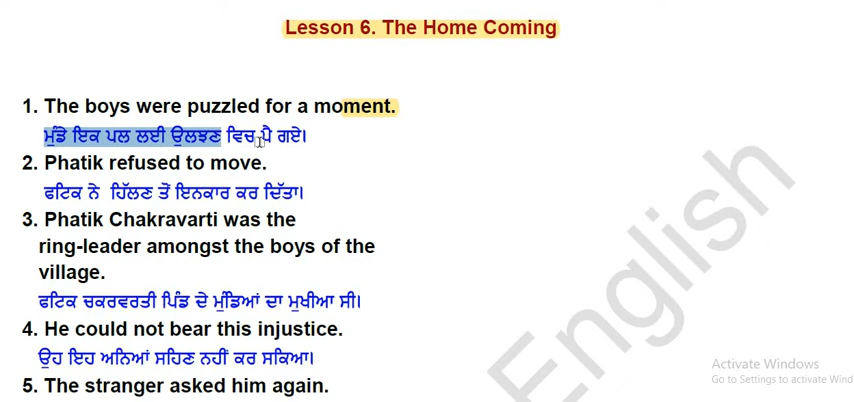 Lesson 6. The Home Coming
1. The boys were puzzled for a moment.
ਮੁੰਡੇ ਇਕ ਪਲ ਲਈ ਉਲਝਣ ਵਿਚ ਪੈ ਗਏ।
2. Phatik refused to move.
ਫਟਿਕ ਨੇ ਹਿੱਲਣ ਤੋਂ ਇਨਕਾਰ ਕਰ ਦਿੱਤਾ।
3. Phatik Chakravarti was the
ring-leader amongst the boys of the
village.
ਫਟਿਕ ਚਕਰਵਰਤੀ ਪਿੰਡ ਦੇ ਮੁੰਡਿਆਂ ਦਾ ਮੁਖੀਆ ਸੀ।
4. He could not bear this injustice.
ਉਹ ਇਹ ਅਨਿਆਂ ਸਹਿਣ ਨਹੀਂ ਕਰ ਸਕਿਆ।
5. The stranger asked him again.
English
Activate Windows
Go to Settings to activate Wind